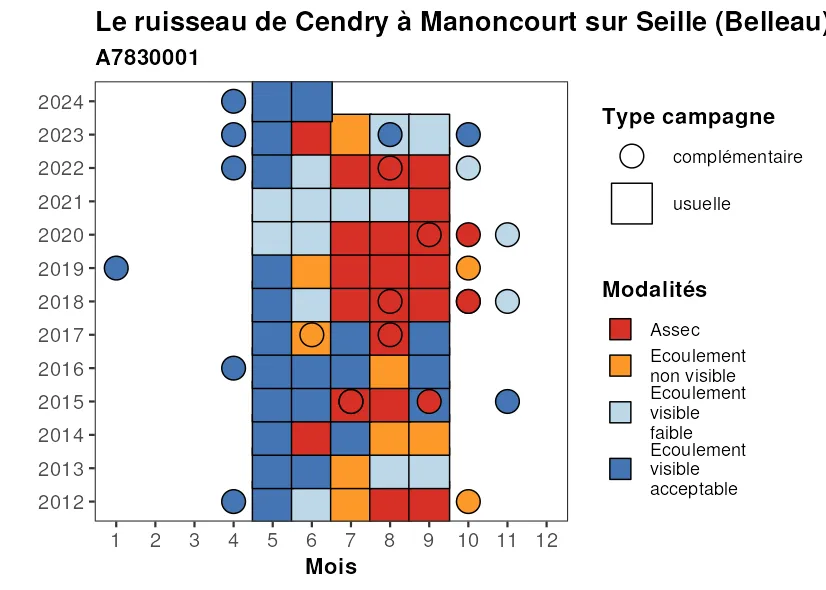 Le ruisseau de Cendry à Manoncourt sur Seille (Belleau)
A7830001
2024
2023
2022
2021
2020
2019
2018
2017
2016
2015
2014
2013
2012
1 2 3 4 5 6 7 8 9 10 11 12
Mois
Type campagne
complémentaire
usuelle
Modalités
Assec
Ecoulement
non visible
Ecoulement
visible
faible
Ecoulement
visible
acceptable